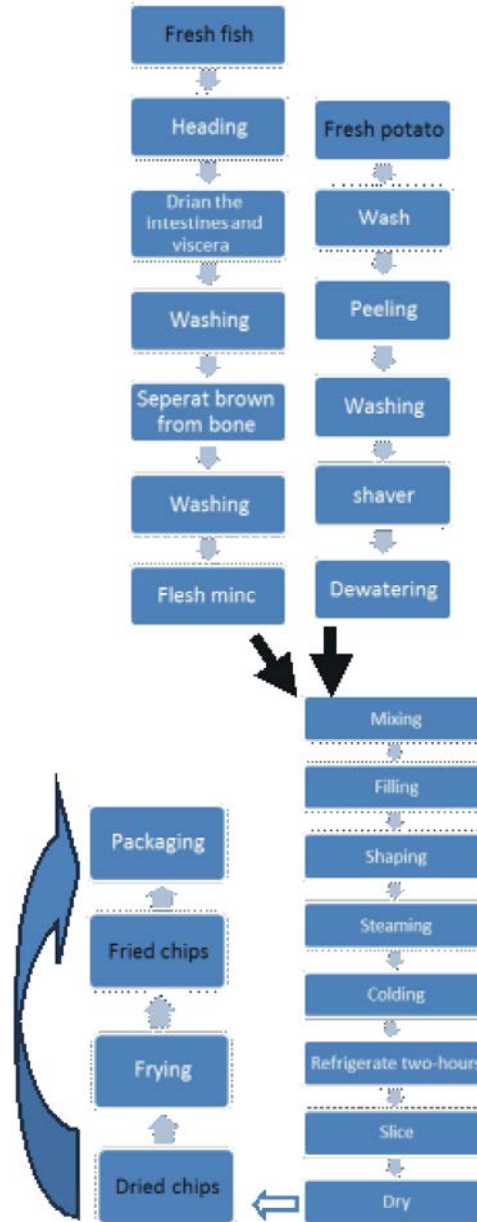 Fresh fish
Heading
Drian the
intestines and
viscera
Washing
Seperat brown
from bone
Washing
Flesh minc
Fresh potato
Wash
Peeling
Washing
shaver
Dewatering
Mixing
Filling
Shaping
Steaming
Colding
Refrigerate two-hours
Slice
Dry
Dried chips
Frying
Fried chips
Packaging